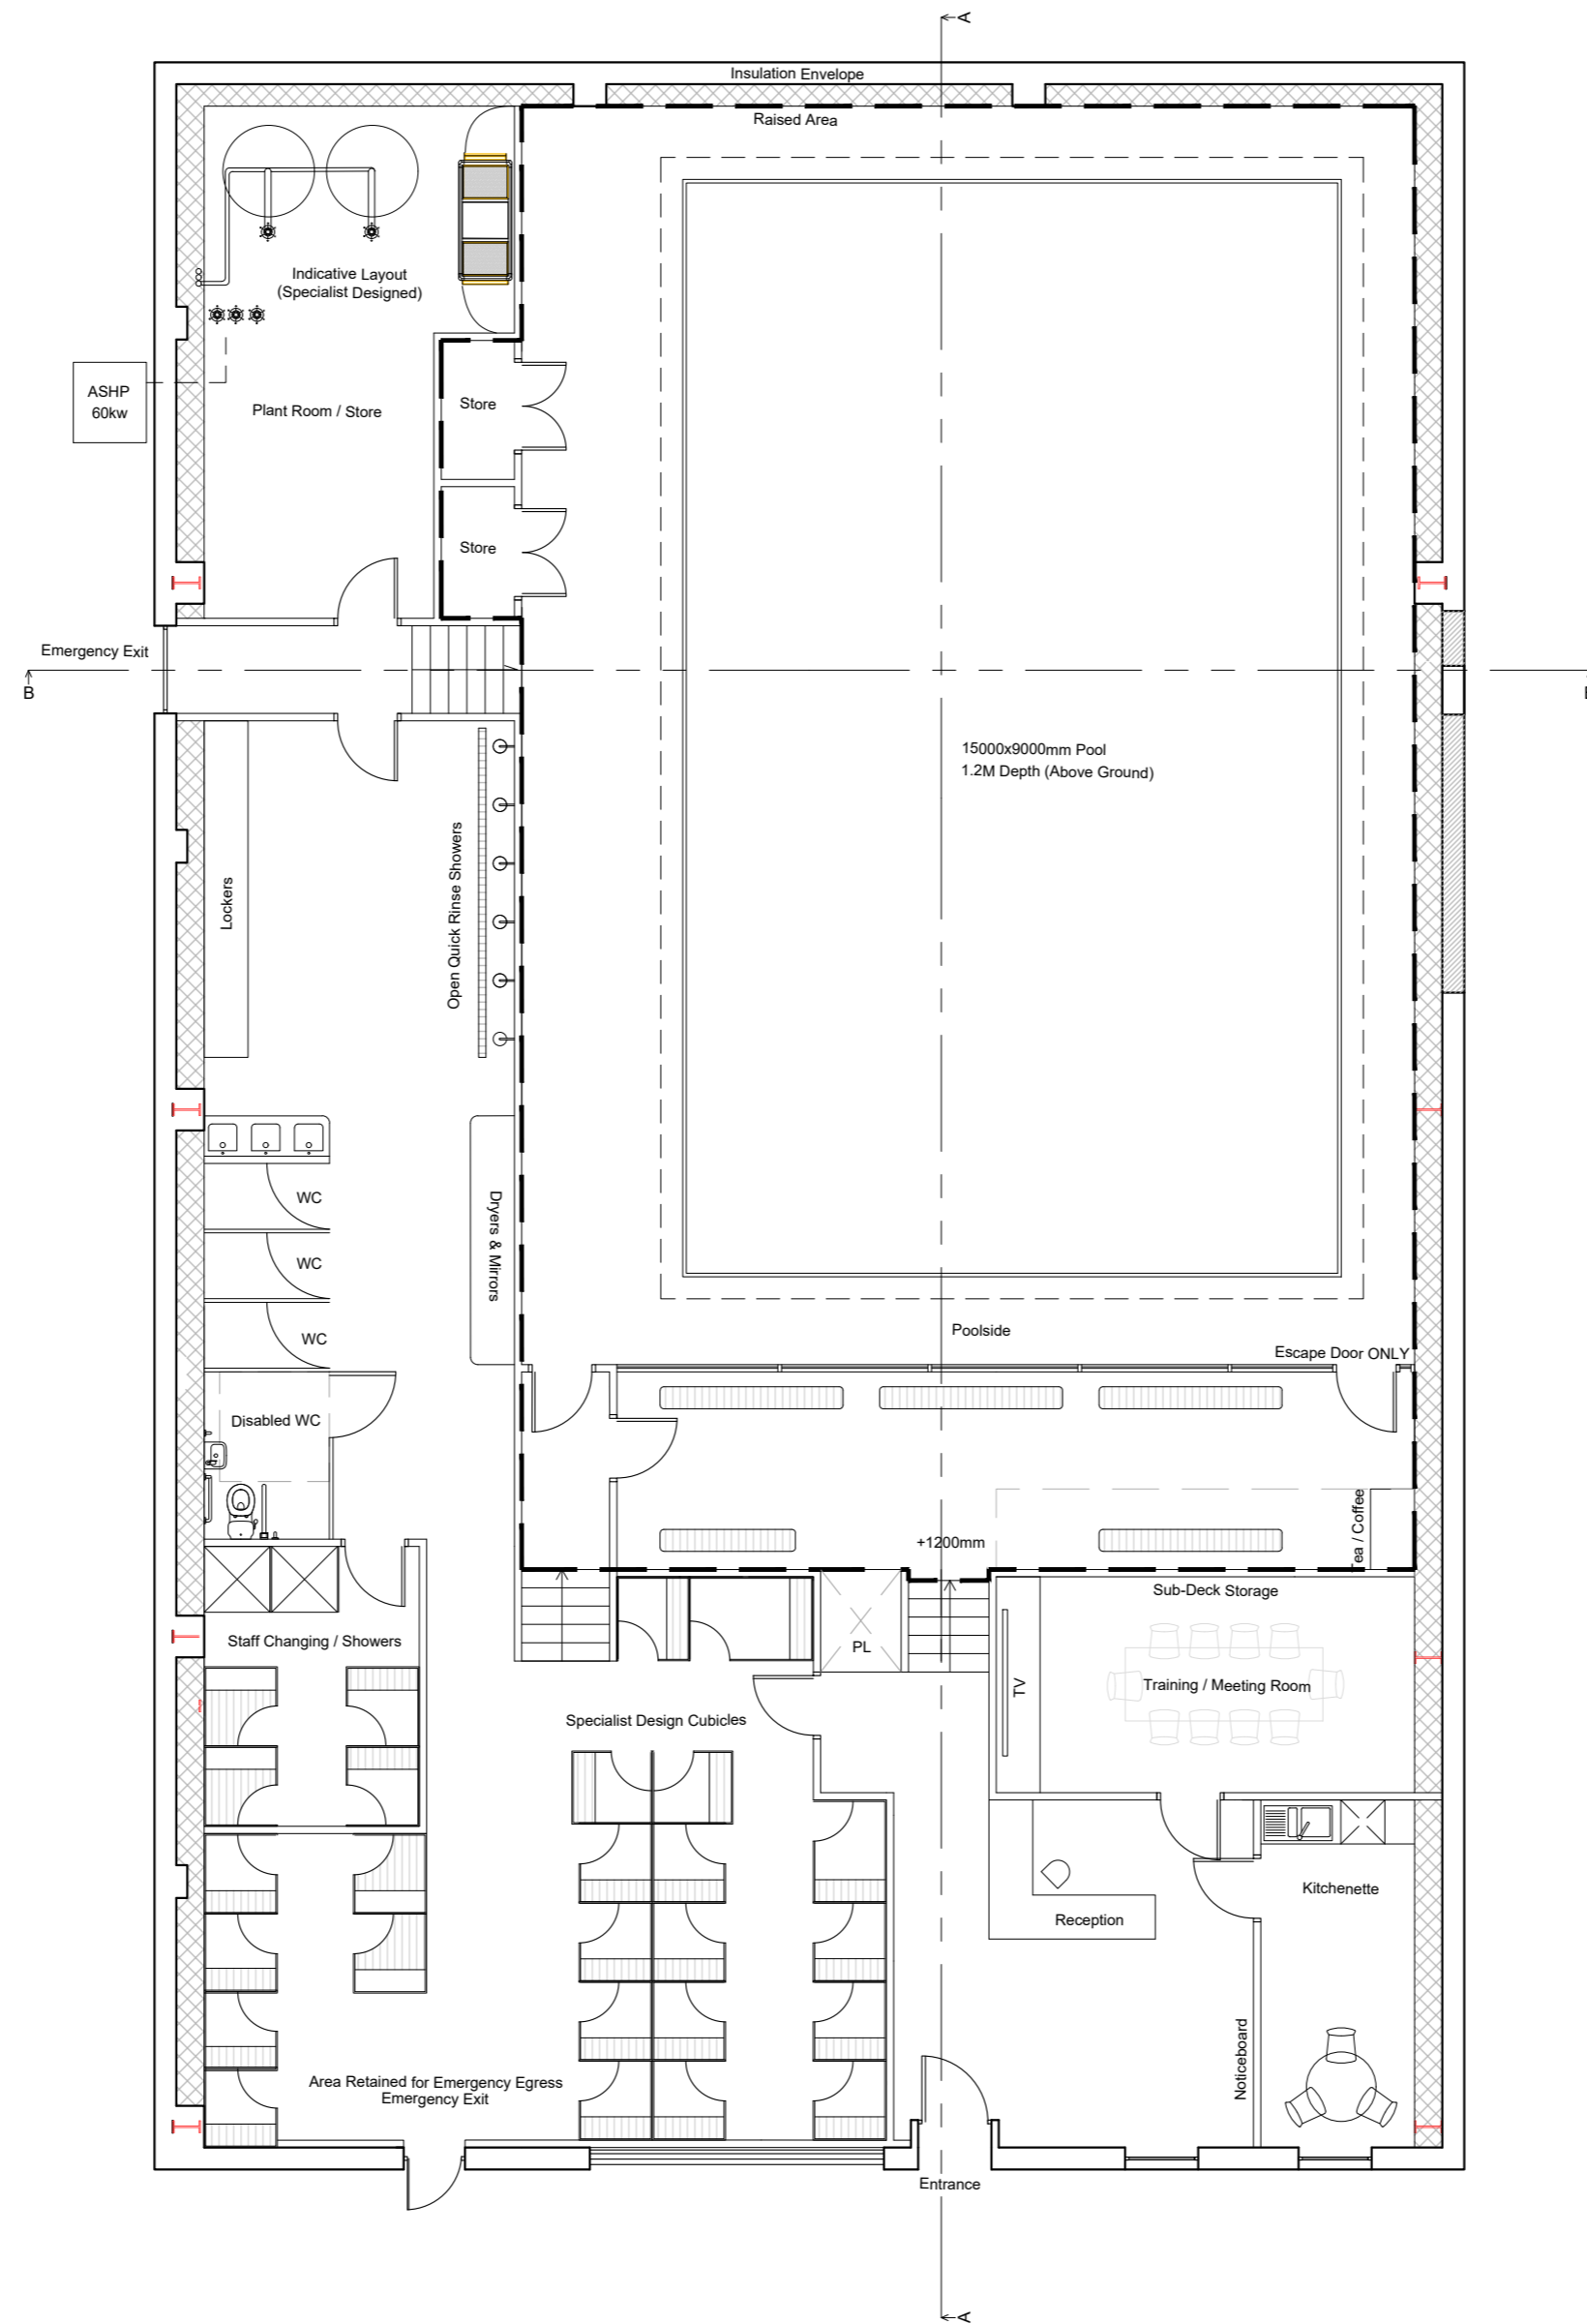 A
Insulation Envelope
Raised Area
Indicative Layout
(Specialist Designed)
ASHP
60kw
Plant Room / Store
Store
Store
Emergency Exit
B
15000x9000mm Pool
1.2M Depth (Above Ground)
Lockers
Open Quick Rinse Showers
WC
WC
WC
Dryers & Mirrors
Poolside
Escape Door ONLY
Disabled WC
/ Coffee
+1200mm
Sub-Deck Storage
Staff Changing / Showers
PL
TV
Training / Meeting Room
Specialist Design Cubicles
Kitchenette
Reception
Noticeboard
Area Retained for Emergency Egress
Emergency Exit
Entrance
A